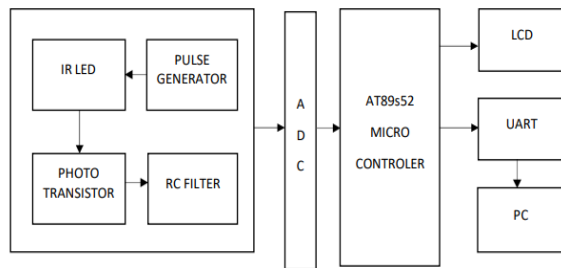 IR LED
PULSE
GENERATOR
PHOTO
TRANSISTOR
RC FILTER
A
D
C
AT89s52
MICRO
CONTROLER
LCD
UART
PC